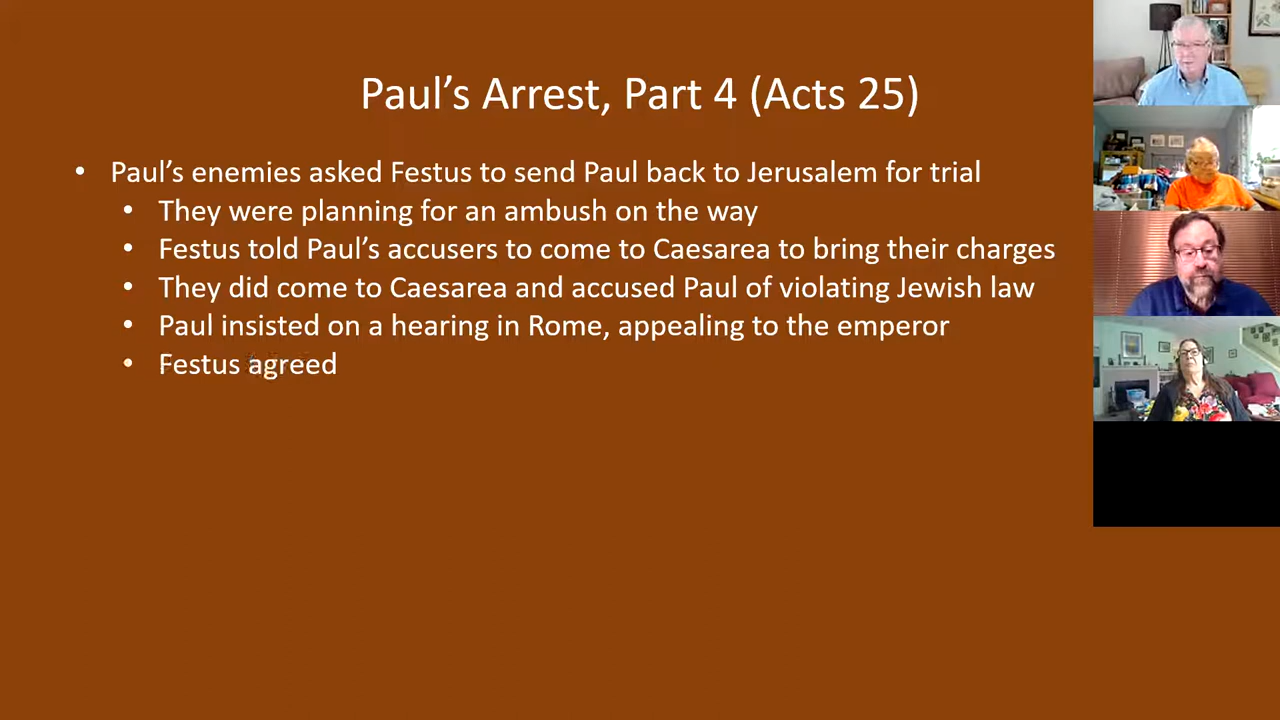 Paul’s Arrest, Part 4 (Acts 25)
• Paul’s enemies asked Festus to send Paul back to Jerusalem for trial
• They were planning for an ambush on the way
• Festus told Paul’s accusers to come to Caesarea to bring their charges
• They did come to Caesarea and accused Paul of violating Jewish law
• Paul insisted on a hearing in Rome, appealing to the emperor
• Festus agreed